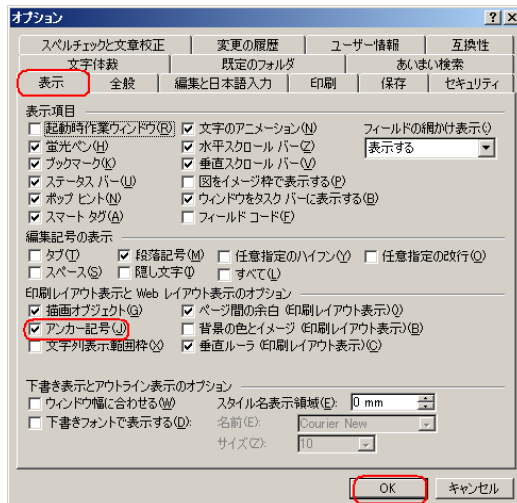 オプション
スペルチェックと文章校正 変更の履歴 ユーザー情報 互換性
文字体裁 既定のフォルダ あいまい検索
表示 全般 編集と日本語入力 印刷 保存 セキュリティ
表示項目
起動時作業ウィンドウ(R) 文字のアニメーション(N) フィールドの網かけ表示()
蛍光ペン(H) 水平スクロール バー(Z) 表示する
ブックマーク(K) 垂直スクロール バー(V)
ステータス バー(U) 図をイメージ枠で表示する(P)
ポップ ヒント(N) ウィンドウをタスク バーに表示する(B)
スマート タグ(A) フィールド コード(F)
編集記号の表示
タブ(T) 段落記号(M) 任意指定のハイフン(Y) 任意指定の改行(O)
スペース(S) 隠し文字(I) すべて(L)
印刷レイアウト表示と Web レイアウト表示のオプション
描画オブジェクト(G) ページ間の余白 (印刷レイアウト表示)(I)
アンカー記号(J) 背景の色とイメージ (印刷レイアウト表示)(B)
文字列表示範囲枠(X) 垂直ルーラ (印刷レイアウト表示)(C)
下書き表示とアウトライン表示のオプション
ウィンドウ幅に合わせる(W) スタイル名表示領域(E): 0 mm
下書きフォントで表示する(D): 名前(E): Courier New
サイズ(Z): 10
OK キャンセル